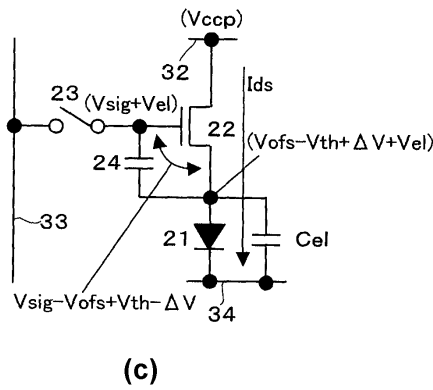 (Vccp)
32
Ids
23
(Vsig+Vel)
22
24
(Vofs-Vth+ΔV+Vel)
33
21
Cel
Vsig-Vofs+Vth-ΔV
34
(c)